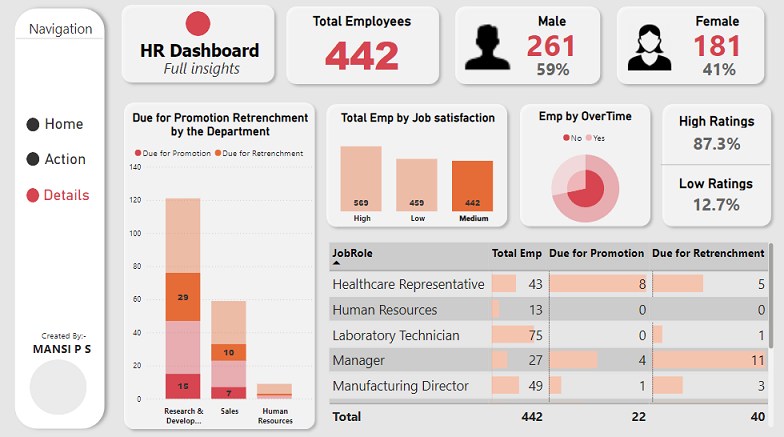 Navigation
Home
Action
Details
Created By:-
MANSI P S
HR Dashboard
Full insights
Total Employees
442
Male
261
59%
Female
181
41%
Due for Promotion Retrenchment
by the Department
Due for Promotion Due for Retrenchment
140
120
100
80
60
40
20
0
29
15
10
7
Research &
Develop...
Sales
Human
Resources
Total Emp by Job satisfaction
569
459
442
High
Low
Medium
Emp by OverTime
No Yes
High Ratings
87.3%
Low Ratings
12.7%
JobRole Total Emp Due for Promotion Due for Retrenchment
Healthcare Representative 43 8 5
Human Resources 13 0 0
Laboratory Technician 75 0 1
Manager 27 4 11
Manufacturing Director 49 1 3
Total 442 22 40